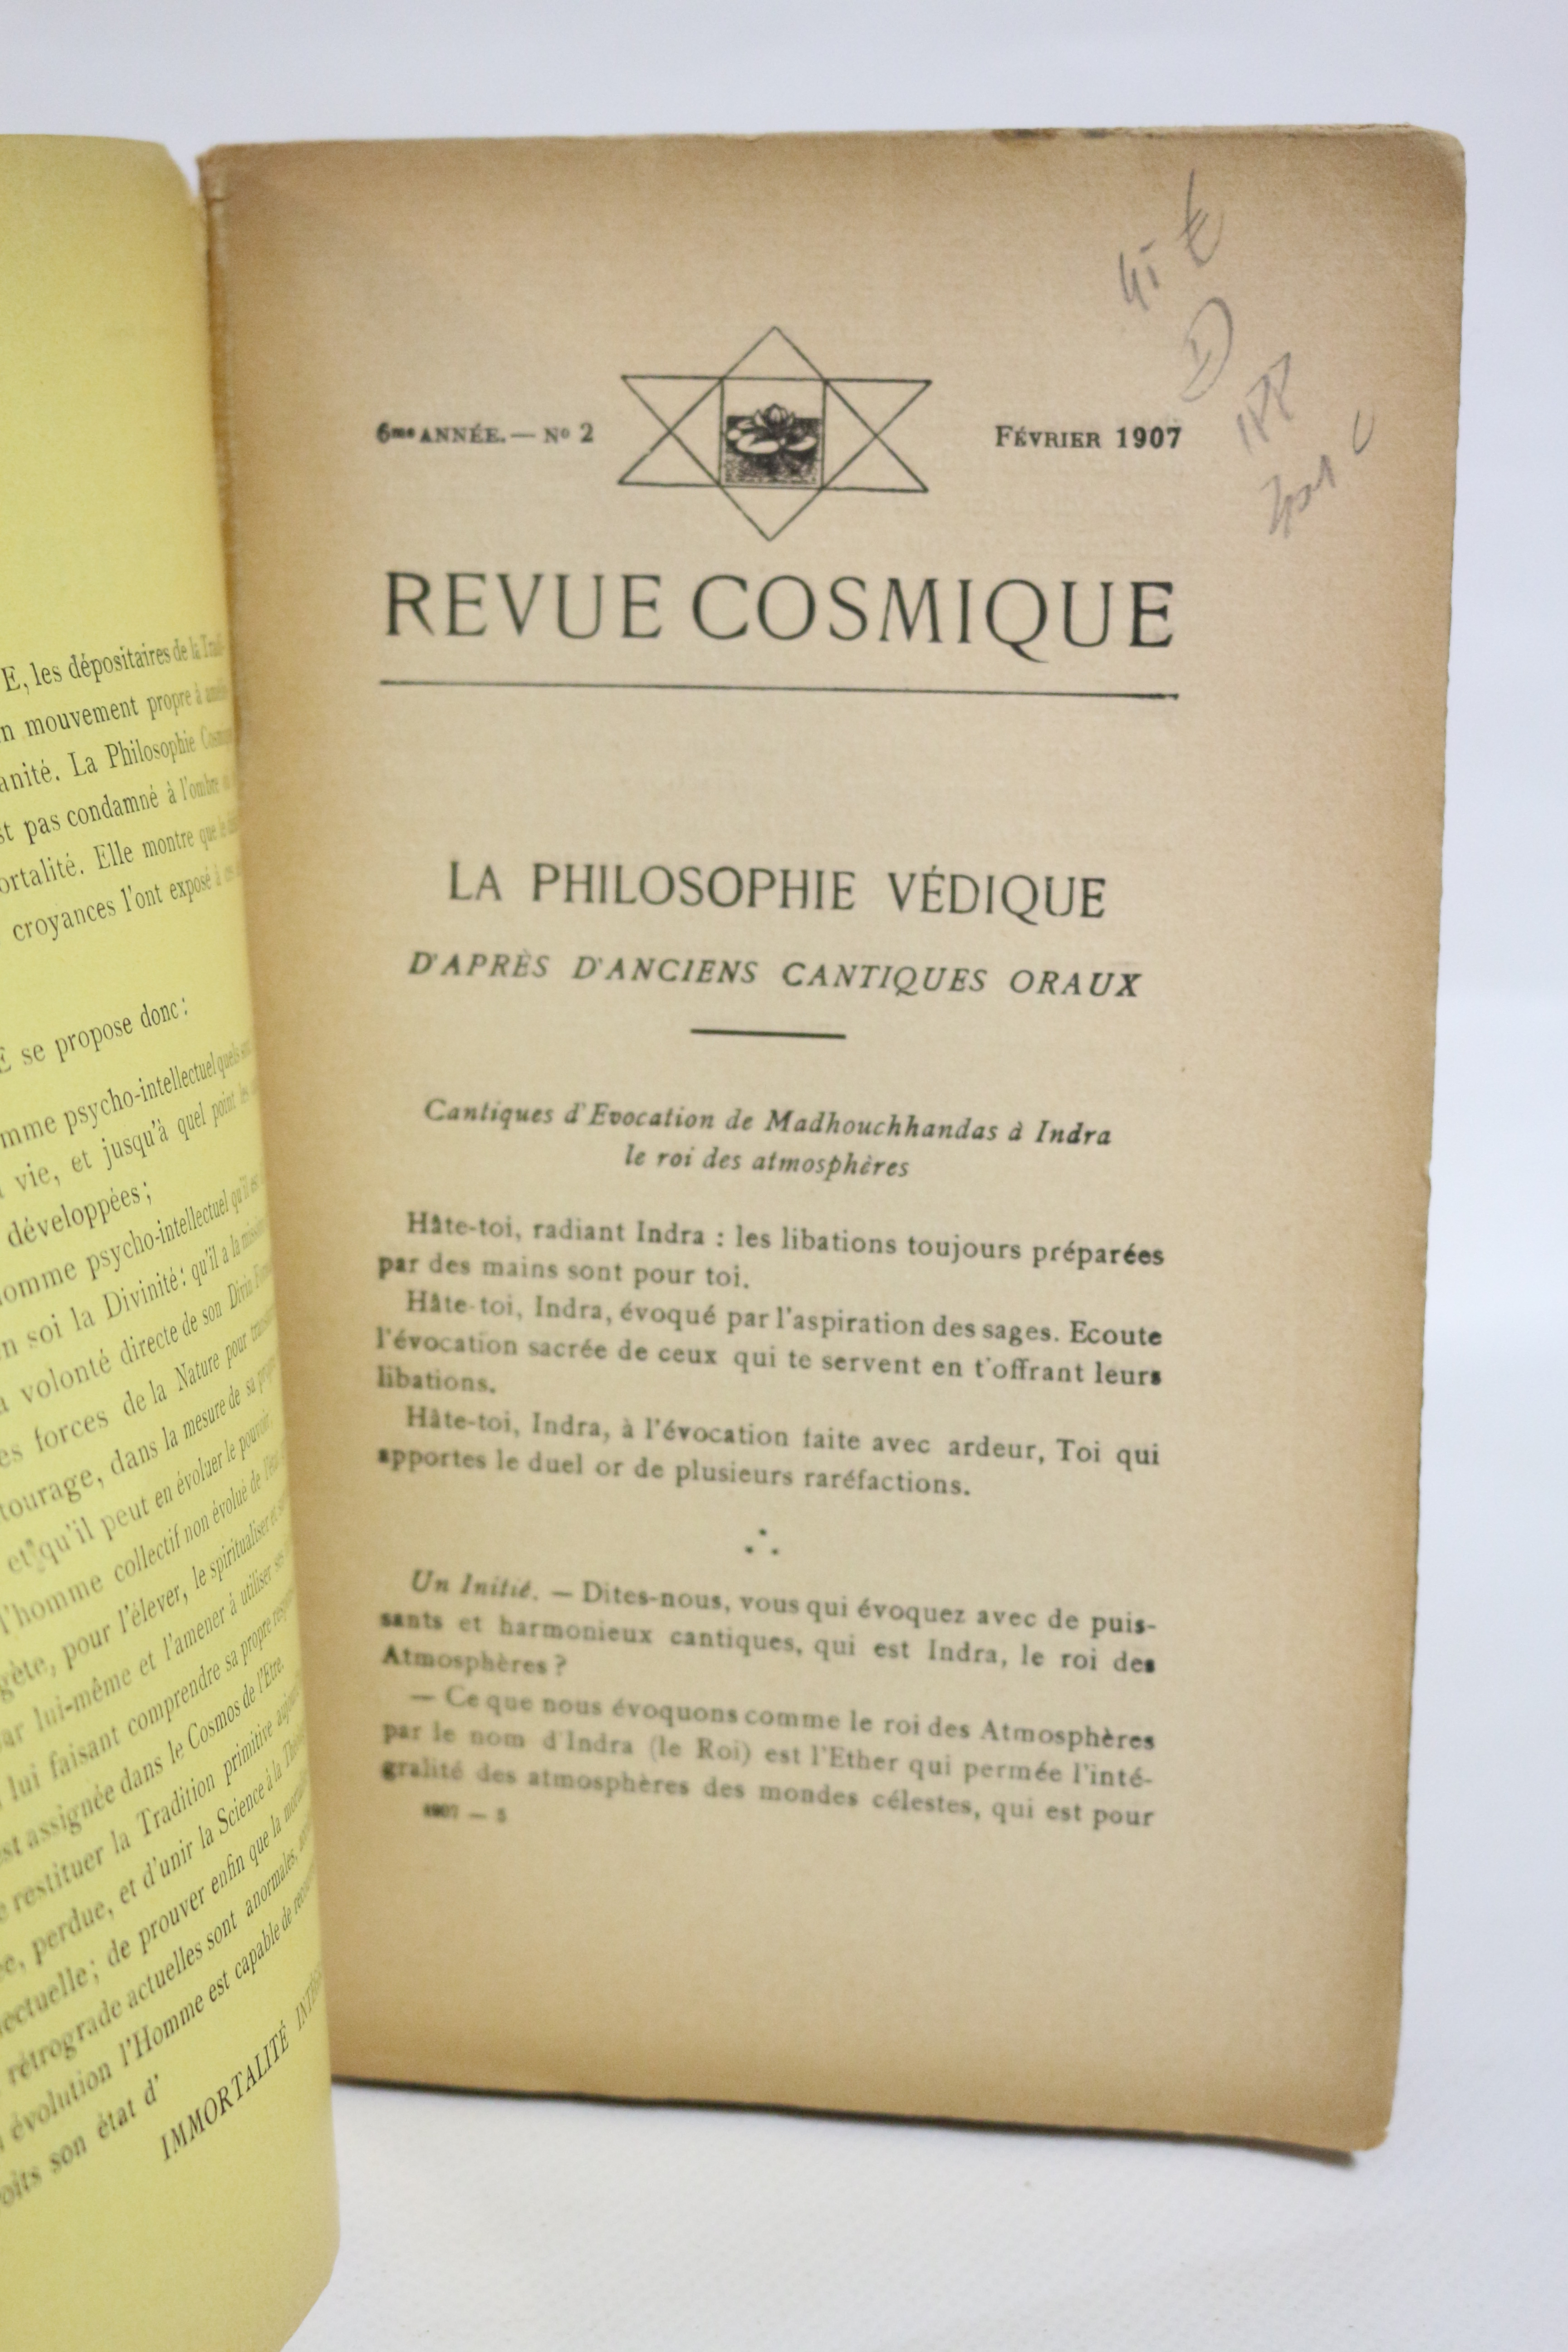 E, les dépositaires de la
n mouvement propre à
anité. La Philosophie
st pas condamné à l'ombre
ortalité. Elle montre que
croyances l'ont exposé à
E se propose donc :
mme psycho-intellectuel quels
vie, et jusqu'à quel point les
développées ;
omme psycho-intellectuel qu'il
n soi la Divinité : qu'il a la mission
a volonté directe de son Divin
es forces de la Nature pour
tourage, dans la mesure de sa
et qu'il peut en évoluer le pouvoir.
l'homme collectif non évolué de
gète, pour l'élever, le spiritualiser et
ar lui-même et l'amener à utiliser
lui faisant comprendre sa propre
st assignée dans le Cosmos de l'Etre.
e restituer la Tradition primitive
e, perdue, et d'unir la Science à la
ectuelle ; de prouver enfin que la
rétrograde actuelles sont anormales,
évolution l'Homme est capable de
oits son état d'
IMMORTALITÉ
6me ANNÉE. — No 2
FÉVRIER 1907
REVUE COSMIQUE
LA PHILOSOPHIE VÉDIQUE
D'APRÈS D'ANCIENS CANTIQUES ORAUX
Cantiques d'Evocation de Madhouchhandas à Indra
le roi des atmosphères
Hâte-toi, radiant Indra : les libations toujours préparées
par des mains sont pour toi.
Hâte-toi, Indra, évoqué par l'aspiration des sages. Ecoute
l'évocation sacrée de ceux qui te servent en t'offrant leurs
libations.
Hâte-toi, Indra, à l'évocation faite avec ardeur, Toi qui
apportes le duel or de plusieurs raréfactions.
Un Initié. — Dites-nous, vous qui évoquez avec de puis-
sants et harmonieux cantiques, qui est Indra, le roi des
Atmosphères ?
— Ce que nous évoquons comme le roi des Atmosphères
par le nom d'Indra (le Roi) est l'Ether qui permée l'inté-
gralité des atmosphères des mondes célestes, qui est pour
1907 — 5